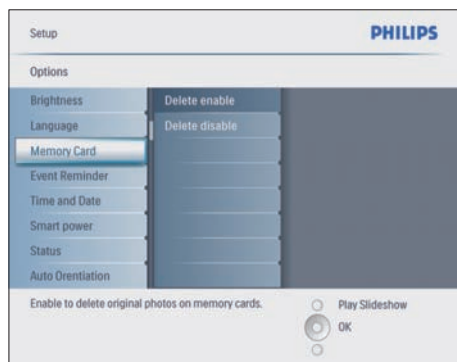 Setup
PHILIPS
Options
Brightness
Delete enable
Language
Delete disable
Memory Card
Event Reminder
Time and Date
Smart power
Status
Auto Orentiation
Enable to delete original photos on memory cards.
Play Slideshow
OK